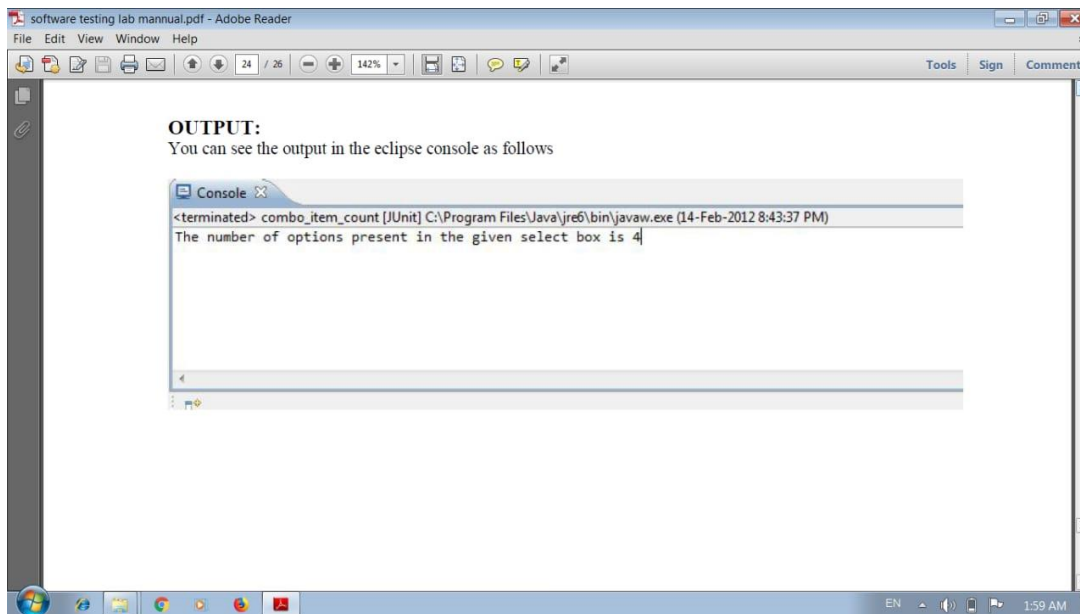 software testing lab mannual.pdf - Adobe Reader
File Edit View Window Help
24 / 26 142% Tools Sign Comment
OUTPUT:
You can see the output in the eclipse console as follows
Console
<terminated> combo_item_count [JUnit] C:\Program Files\Java\jre6\bin\javaw.exe (14-Feb-2012 8:43:37 PM)
The number of options present in the given select box is 4
EN 1:59 AM